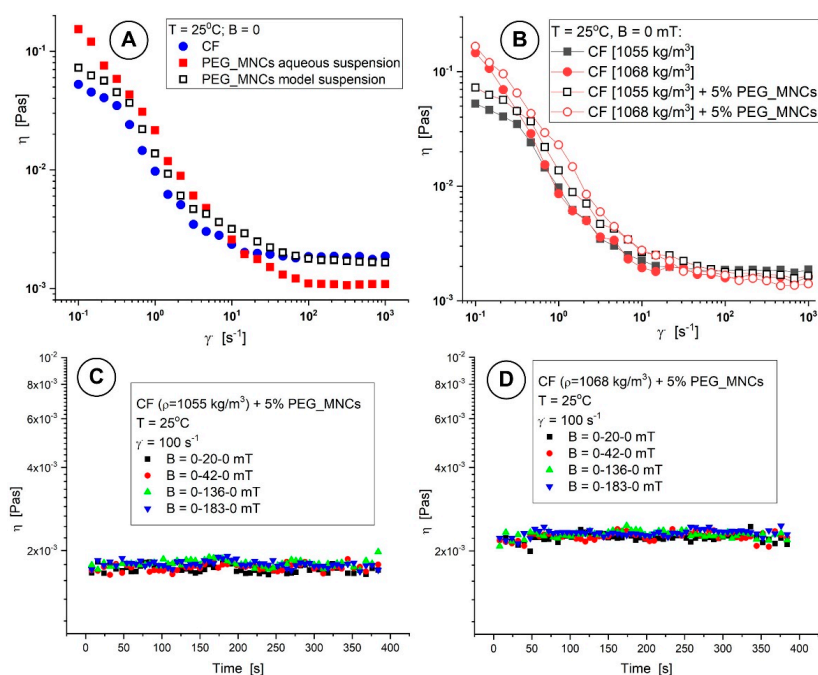 A
T = 25°C; B = 0
CF
PEG_MNCs aqueous suspension
PEG_MNCs model suspension
η [Pas]
10⁻¹
10⁻²
10⁻³
10⁻¹ 10⁰ 10¹ 10² 10³
γ˙ [s⁻¹]
B
T = 25°C, B = 0 mT:
CF [1055 kg/m³]
CF [1068 kg/m³]
CF [1055 kg/m³] + 5% PEG_MNCs
CF [1068 kg/m³] + 5% PEG_MNCs
η [Pas]
10⁻¹
10⁻²
10⁻³
10⁻¹ 10⁰ 10¹ 10² 10³
γ˙ [s⁻¹]
C
CF (ρ=1055 kg/m³) + 5% PEG_MNCs
T = 25°C
γ˙ = 100 s⁻¹
B = 0-20-0 mT
B = 0-42-0 mT
B = 0-136-0 mT
B = 0-183-0 mT
η [Pas]
10⁻²
8x10⁻³
6x10⁻³
4x10⁻³
2x10⁻³
0 50 100 150 200 250 300 350 400
Time [s]
D
CF (ρ=1068 kg/m³) + 5% PEG_MNCs
T = 25°C
γ˙ = 100 s⁻¹
B = 0-20-0 mT
B = 0-42-0 mT
B = 0-136-0 mT
B = 0-183-0 mT
η [Pas]
10⁻²
8x10⁻³
6x10⁻³
4x10⁻³
2x10⁻³
0 50 100 150 200 250 300 350 400
Time [s]